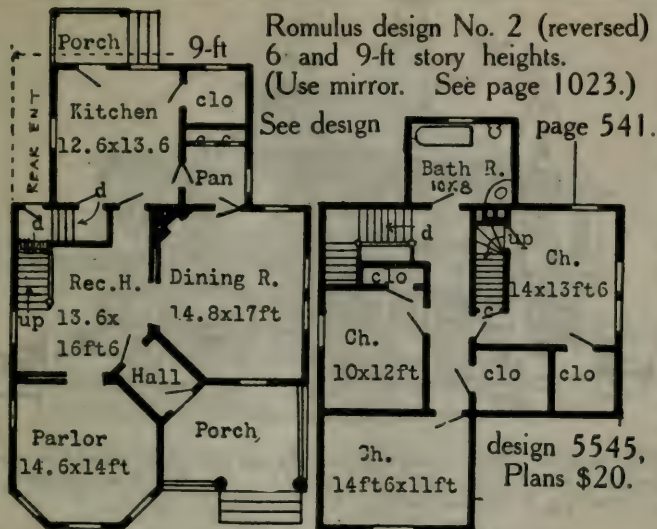 Romulus design No. 2 (reversed)
6 and 9-ft story heights.
(Use mirror. See page 1023.)
See design page 541.
Porch
9-ft
Kitchen
12.6x13.6
clo
Pan
REAR ENT
d
d
up
Rec.H.
13.6x
16ft6
Dining R.
14.8x17ft
Hall
Parlor
14.6x14ft
Porch
Bath R.
10x8
d
up
clo
Ch.
14x13ft6
Ch.
10x12ft
c
clo
clo
Ch.
14ft6x11ft
design 5545,
Plans $20.